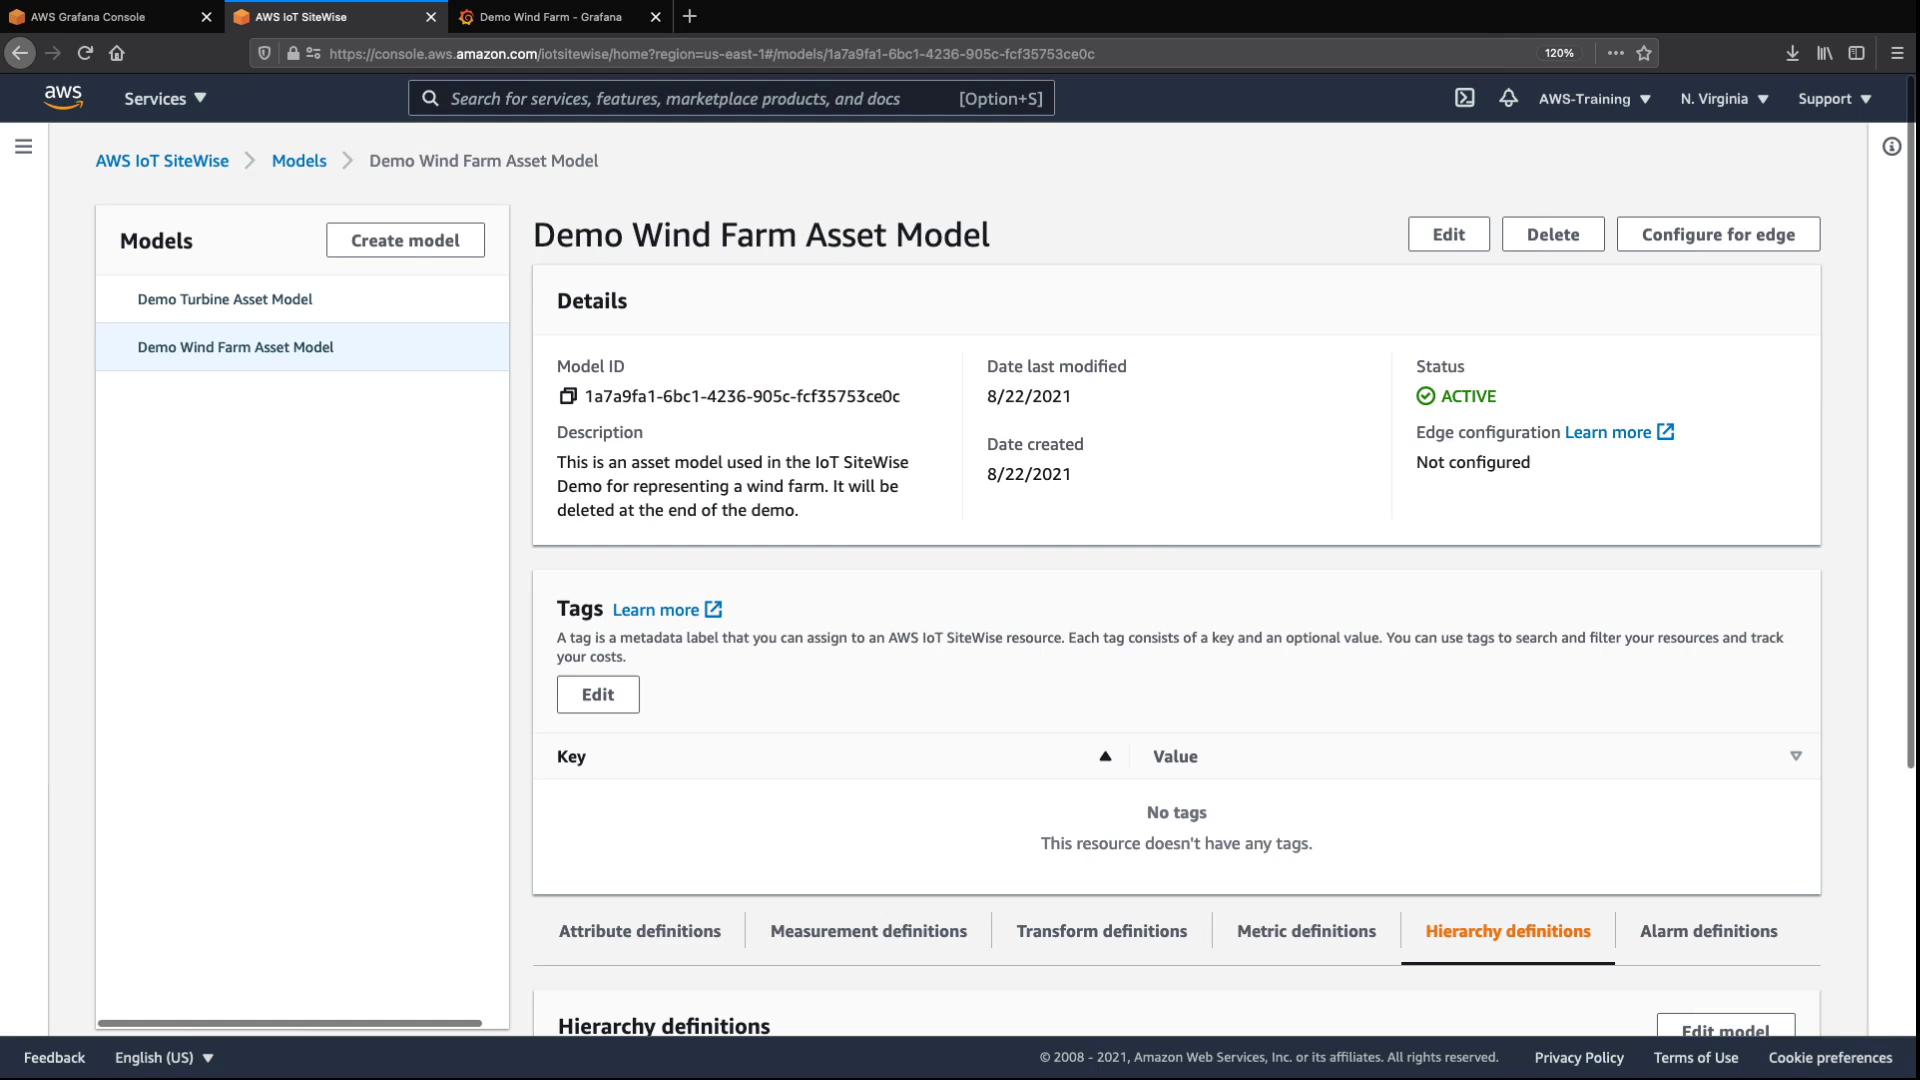 AWS Grafana Console
AWS IoT SiteWise
Demo Wind Farm - Grafana
https://console.aws.amazon.com/iotsitewise/home?region=us-east-1#/models/1a7a9fa1-6bc1-4236-905c-fcf35753ce0c
120%
aws
Services
Search for services, features, marketplace products, and docs
[Option+S]
AWS-Training
N. Virginia
Support
AWS IoT SiteWise
Models
Demo Wind Farm Asset Model
Models
Create model
Demo Turbine Asset Model
Demo Wind Farm Asset Model
Demo Wind Farm Asset Model
Edit
Delete
Configure for edge
Details
Model ID
1a7a9fa1-6bc1-4236-905c-fcf35753ce0c
Description
This is an asset model used in the IoT SiteWise
Demo for representing a wind farm. It will be
deleted at the end of the demo.
Date last modified
8/22/2021
Date created
8/22/2021
Status
ACTIVE
Edge configuration Learn more
Not configured
Tags Learn more
A tag is a metadata label that you can assign to an AWS IoT SiteWise resource. Each tag consists of a key and an optional value. You can use tags to search and filter your resources and track
your costs.
Edit
Key
Value
No tags
This resource doesn't have any tags.
Attribute definitions
Measurement definitions
Transform definitions
Metric definitions
Hierarchy definitions
Alarm definitions
Hierarchy definitions
Edit model
Feedback
English (US)
© 2008 - 2021, Amazon Web Services, Inc. or its affiliates. All rights reserved.
Privacy Policy
Terms of Use
Cookie preferences